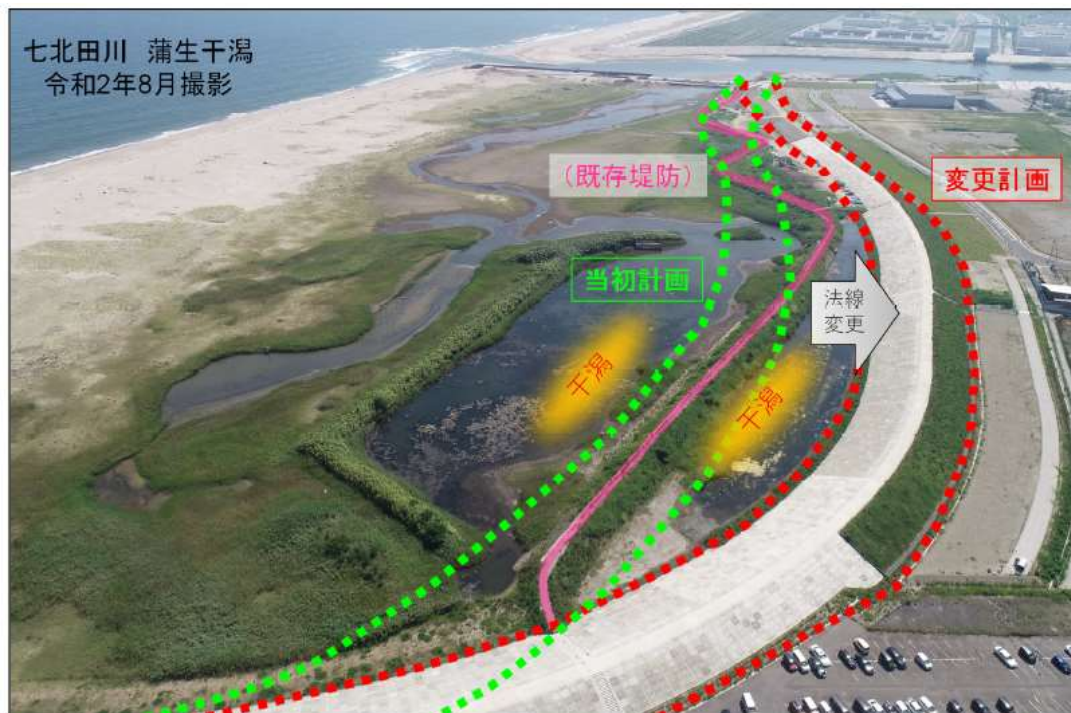 七北田川 蒲生干潟
令和2年8月撮影
(既存堤防)
変更計画
当初計画
法線
変更
干潟
干潟